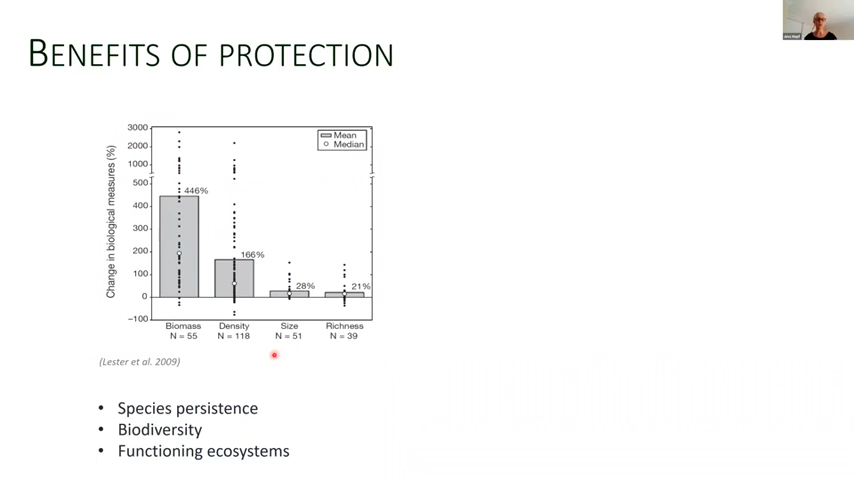 BENEFITS OF PROTECTION
Change in biological measures (%)
3000
2000
1000
500
400
300
200
100
0
−100
Mean
Median
446%
166%
28%
21%
Biomass
N = 55
Density
N = 118
Size
N = 51
Richness
N = 39
(Lester et al. 2009)
• Species persistence
• Biodiversity
• Functioning ecosystems